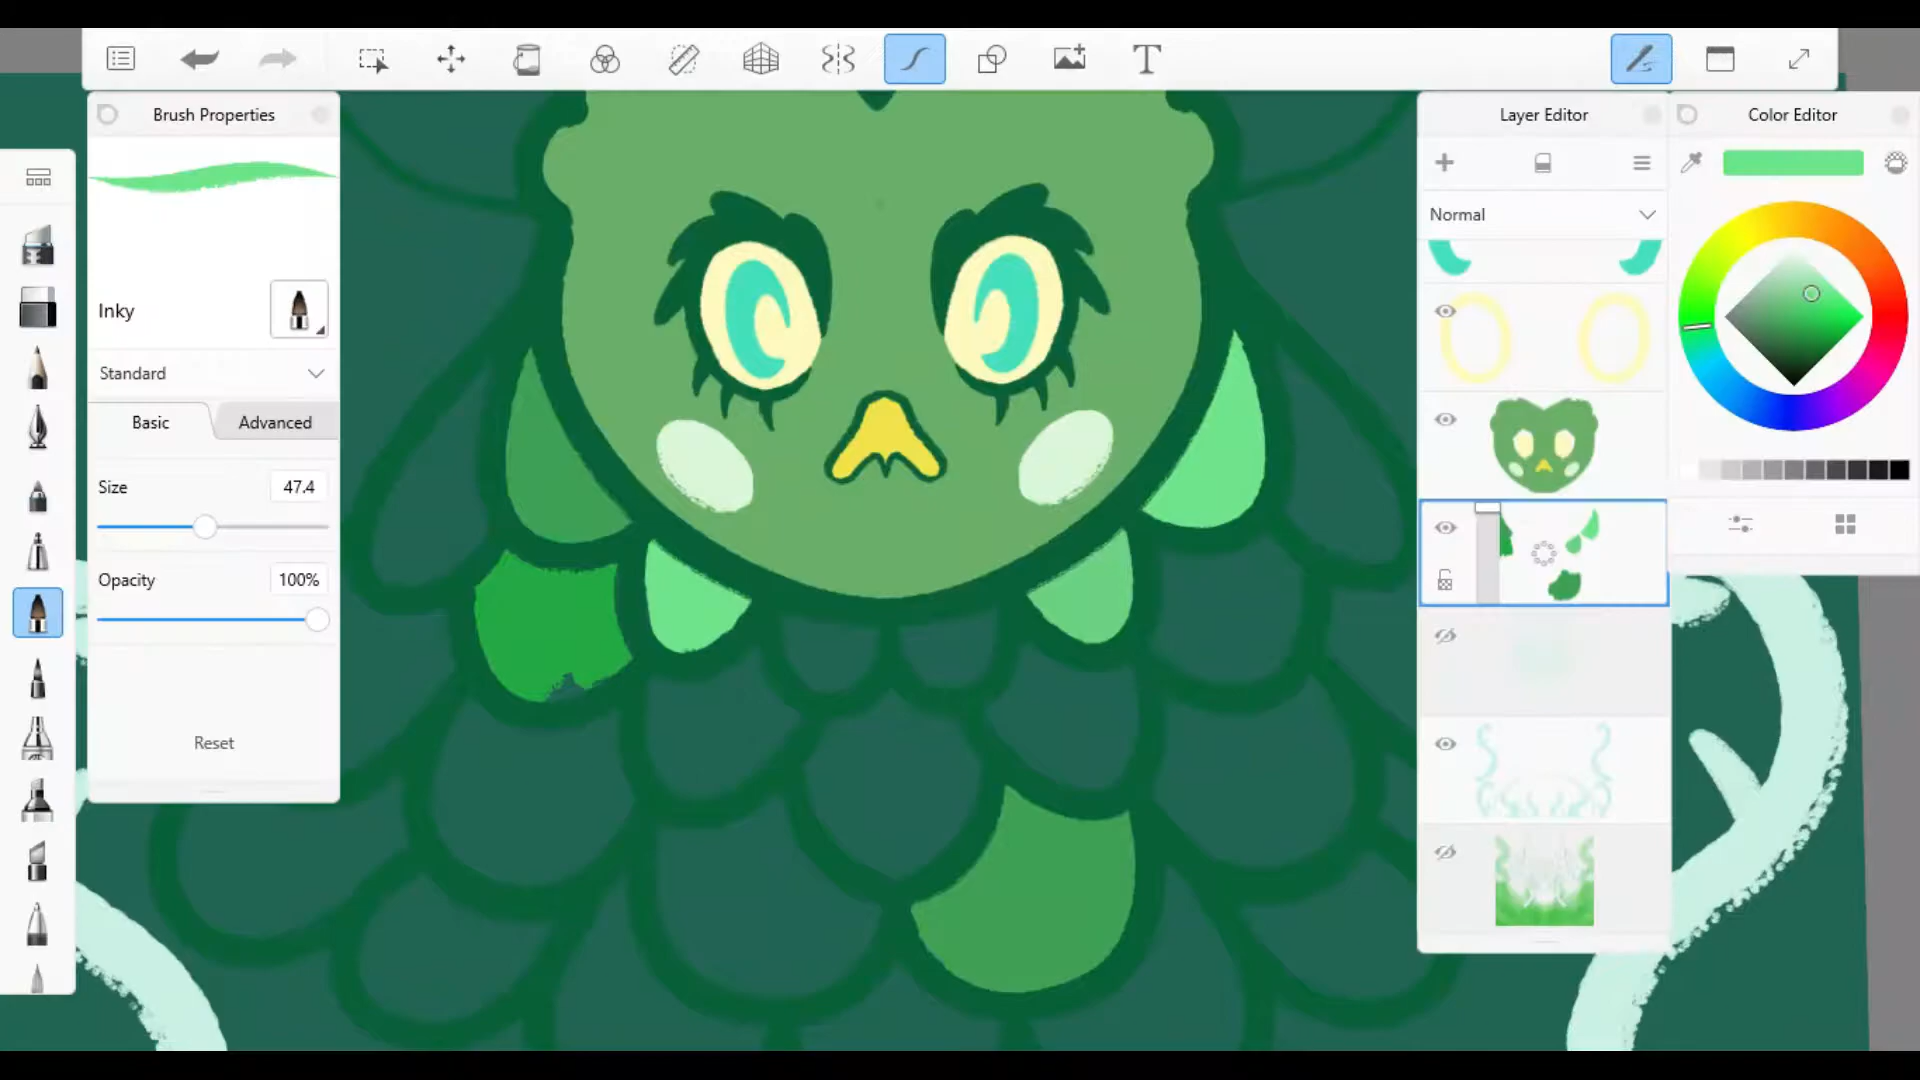 T
Brush Properties
Layer Editor
Color Editor
Normal
Inky
Standard
Basic
Advanced
Size
47.4
Opacity
100%
Reset